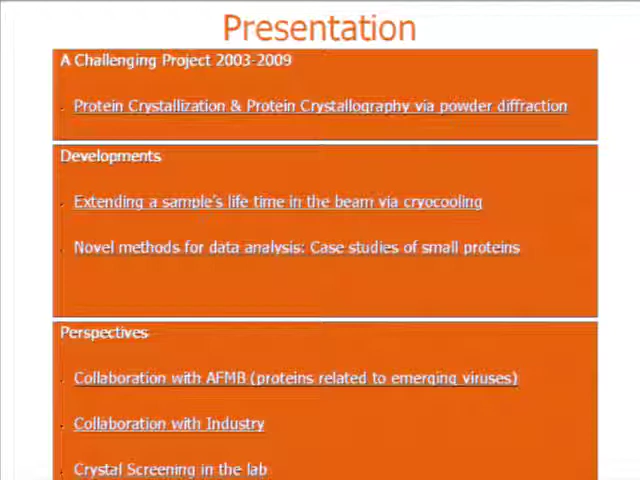 Presentation
A Challenging Project 2003-2009
Protein Crystallization & Protein Crystallography via powder diffraction
Developments
Extending a sample's life time in the beam via cryocooling
Novel methods for data analysis: Case studies of small proteins
Perspectives
Collaboration with AFMB (proteins related to emerging viruses)
Collaboration with Industry
Crystal Screening in the lab